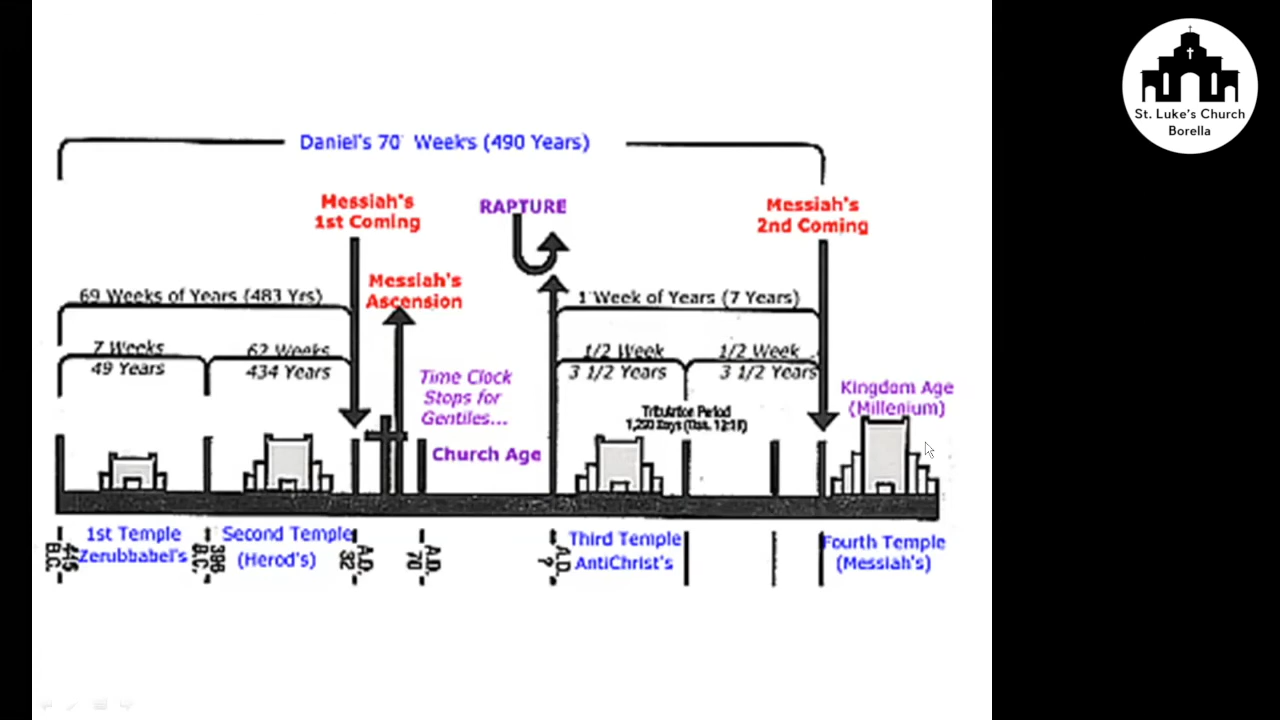 St. Luke's Church
Borella
Daniel's 70 Weeks (490 Years)
Messiah's
1st Coming
RAPTURE
Messiah's
2nd Coming
Messiah's
Ascension
69 Weeks of Years (483 Yrs)
1 Week of Years (7 Years)
7 Weeks
49 Years
62 Weeks
434 Years
1/2 Week
3 1/2 Years
1/2 Week
3 1/2 Years
Time Clock
Stops for
Gentiles...
Church Age
Tribulation Period
Kingdom Age
(Millenium)
1st Temple
Zerubbabel's
Second Temple
(Herod's)
Third Temple
AntiChrist's
Fourth Temple
(Messiah's)
445
B.C.
396
B.C.
A.D.
32
A.D.
70
A.D.
?